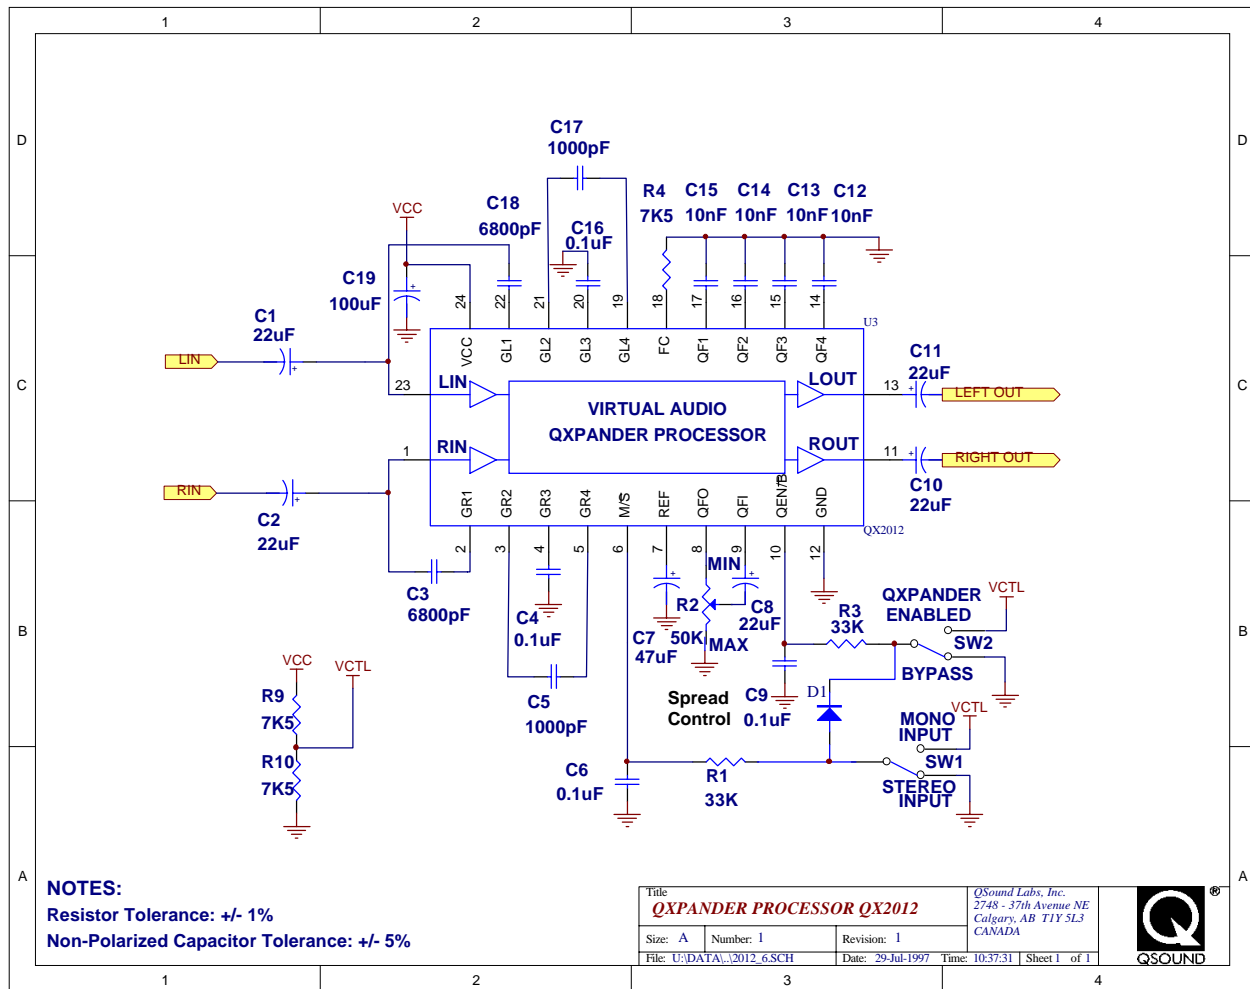 1 2 3 4
D D
C C
B B
A A
C17
1000pF
C18
6800pF
C16
0.1uF
R4
7K5
C15
10nF
C14
10nF
C13
10nF
C12
10nF
VCC
C19
100uF
24 22 21 20 19 18 17 16 15 14
U3
C1
22uF
LIN
23
VCC GL1 GL2 GL3 GL4 FC QF1 QF2 QF3 QF4
LIN
LOUT
13
C11
22uF
LEFT OUT
VIRTUAL AUDIO
QXPANDER PROCESSOR
1
RIN
ROUT
11
RIGHT OUT
C10
22uF
RIN
C2
22uF
GR1 GR2 GR3 GR4 M/S REF QFO QFI QEN/B GND
QX2012
2 3 4 5 6 7 8 9 10 12
C3
6800pF
C4
0.1uF
C5
1000pF
MIN
R2
50K
MAX
C7
47uF
C8
22uF
R3
33K
QXPANDER
ENABLED
VCTL
SW2
BYPASS
Spread
Control
C9
0.1uF
D1
MONO
INPUT
VCTL
SW1
STEREO
INPUT
C6
0.1uF
R1
33K
VCC
VCTL
R9
7K5
R10
7K5
NOTES:
Resistor Tolerance: +/- 1%
Non-Polarized Capacitor Tolerance: +/- 5%
Title
QXPANDER PROCESSOR QX2012
QSound Labs, Inc.
2748 - 37th Avenue NE
Calgary, AB T1Y 5L3
CANADA
Size: A Number: 1 Revision: 1
File: U:\DATA\..\2012_6.SCH Date: 29-Jul-1997 Time: 10:37:31 Sheet 1 of 1
®
QSOUND
1 2 3 4